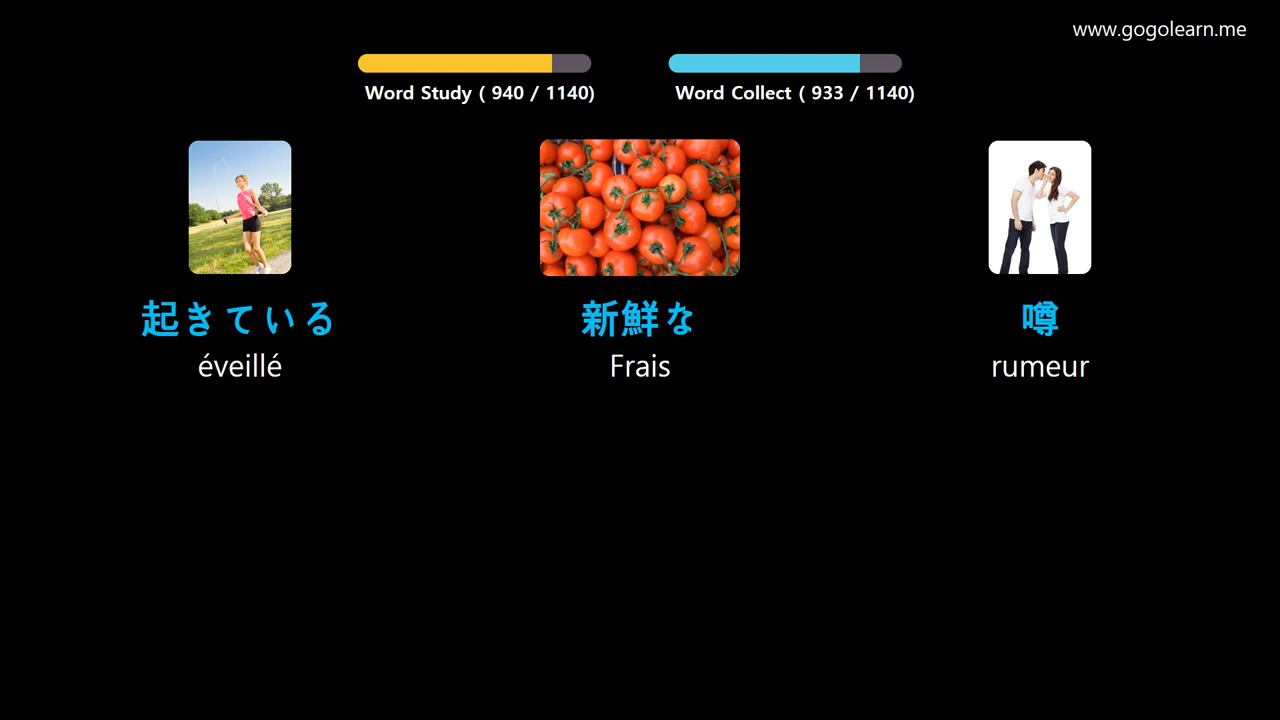 www.gogolearn.me
Word Study ( 940 / 1140)
Word Collect ( 933 / 1140)
起きている
新鮮な
噂
éveillé
Frais
rumeur